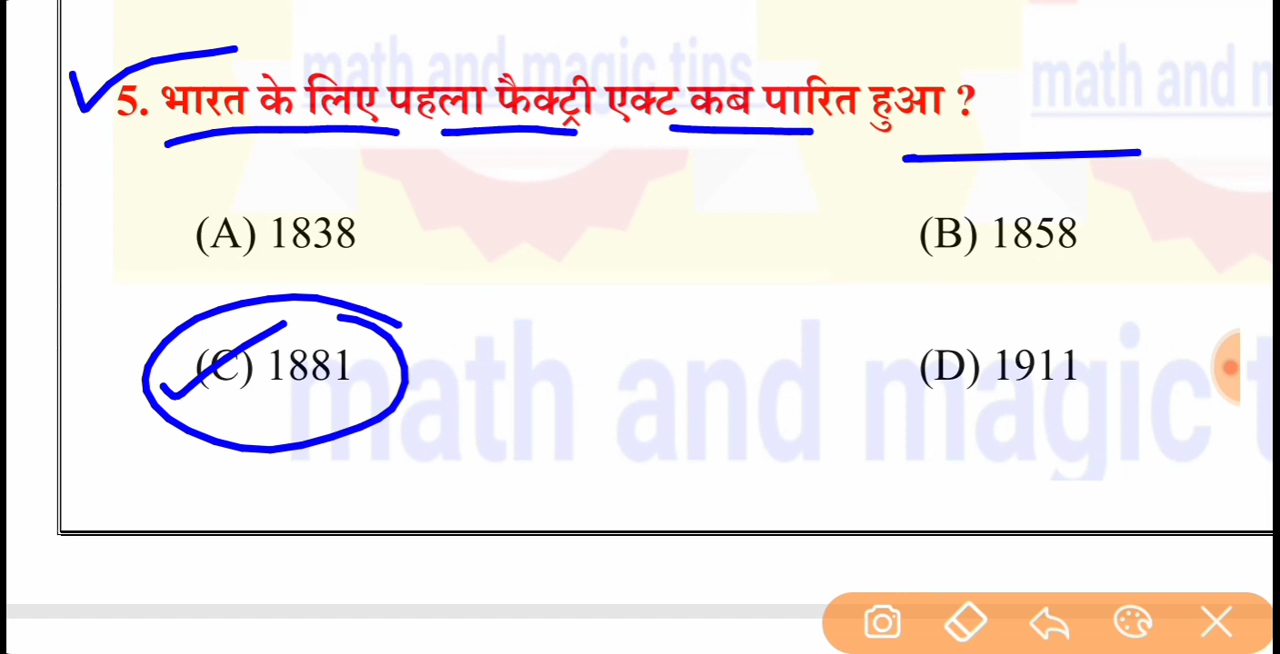 math and magic tips
math and m
5. भारत के लिए पहला फैक्ट्री एक्ट कब पारित हुआ ?
(A) 1838 (B) 1858
(C) 1881 (D) 1911
math and magic t